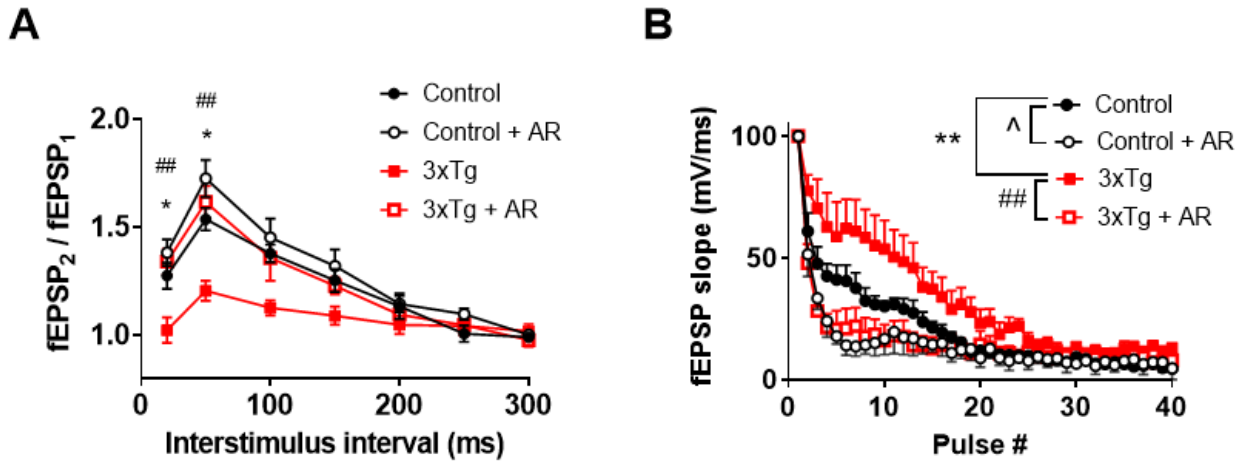 A
B
##
*
##
*
Control
Control + AR
3xTg
3xTg + AR
2.0
1.5
1.0
fEPSP2 / fEPSP1
0
100
200
300
Interstimulus interval (ms)
**
^
##
Control
Control + AR
3xTg
3xTg + AR
100
50
0
fEPSP slope (mV/ms)
0
10
20
30
40
Pulse #